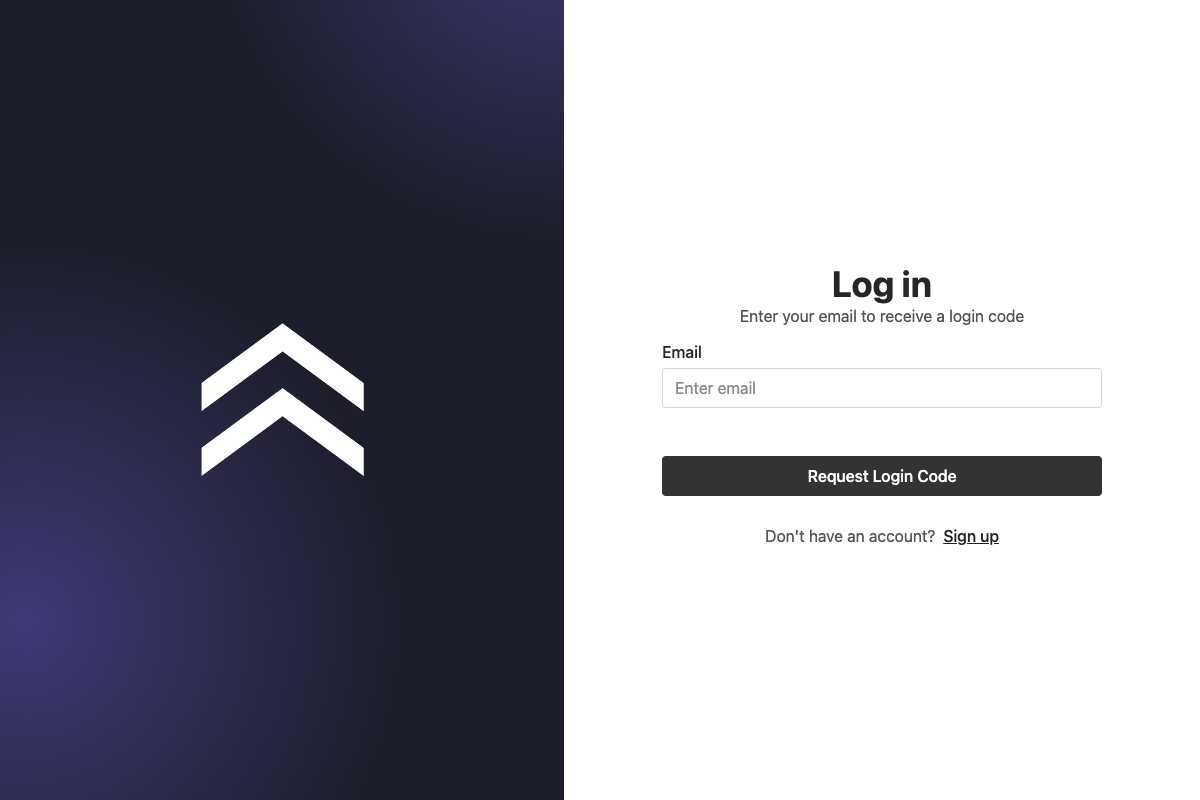 Log in
Enter your email to receive a login code
Email
Enter email
Request Login Code
Don't have an account? Sign up